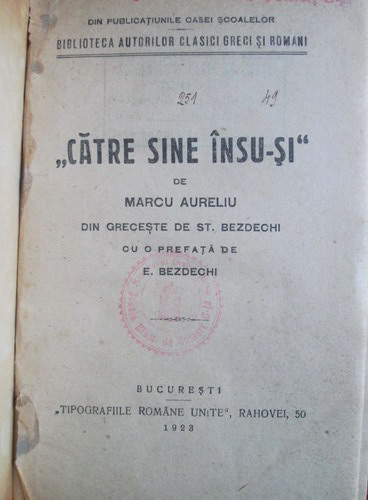 DIN PUBLICAȚIUNILE CASEI ȘCOALELOR
BIBLIOTECA AUTORILOR CLASICI GRECI ȘI ROMANI
251 49
„CĂTRE SINE ÎNSU-ȘI“
DE
MARCU AURELIU
DIN GRECEȘTE DE ST. BEZDECHI
CU O PREFAȚĂ DE
E. BEZDECHI
BUCUREȘTI
„TIPOGRAFIILE ROMÂNE UNITE“, RAHOVEI, 50
1923